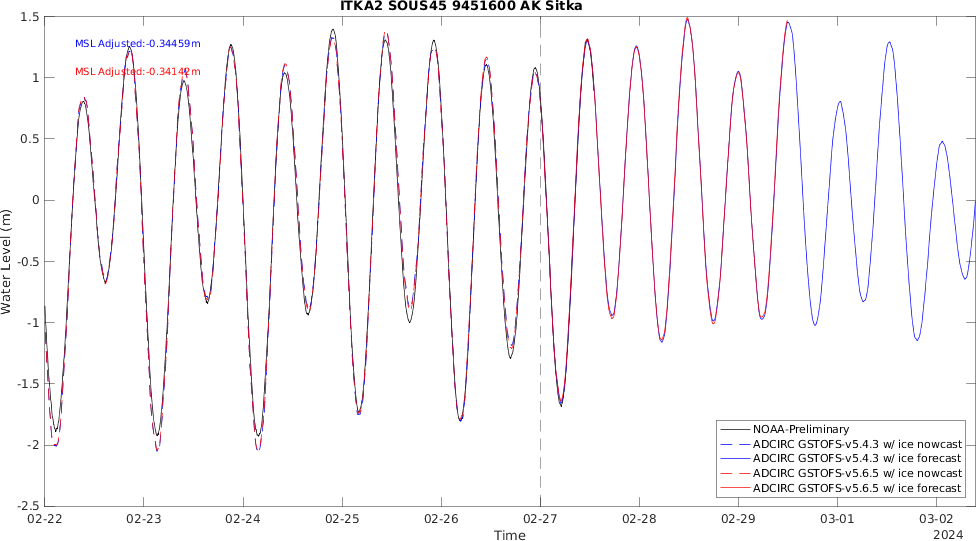 ITKA2 SOUS45 9451600 AK Sitka
MSL Adjusted:-0.34459m
MSL Adjusted:-0.34142m
1.5
1
0.5
0
-0.5
-1
-1.5
-2
-2.5
Water Level (m)
02-22 02-23 02-24 02-25 02-26 02-27 02-28 02-29 03-01 03-02
Time
2024
NOAA-Preliminary
ADCIRC GSTOFS-v5.4.3 w/ ice nowcast
ADCIRC GSTOFS-v5.4.3 w/ ice forecast
ADCIRC GSTOFS-v5.6.5 w/ ice nowcast
ADCIRC GSTOFS-v5.6.5 w/ ice forecast